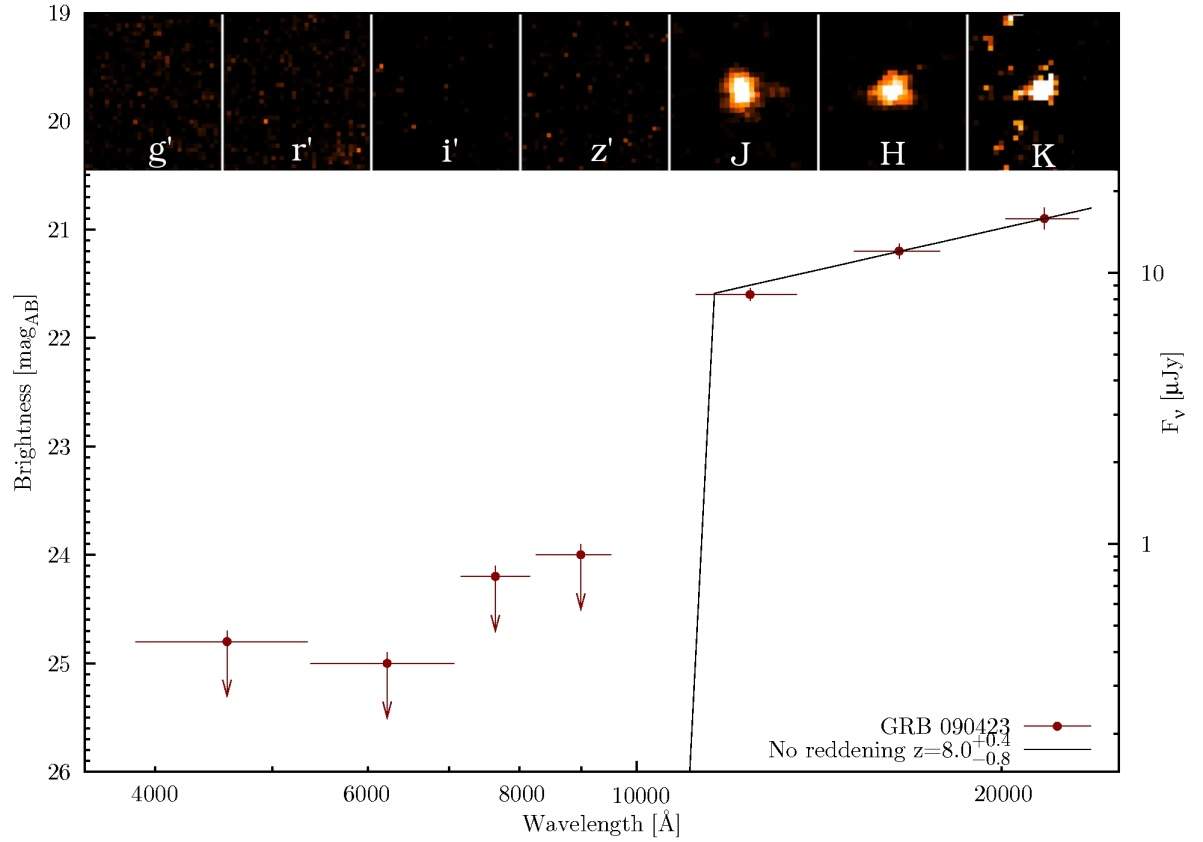 g' r' i' z' J H K
19
20
21
22
23
24
25
26
Brightness [mag_AB]
10
1
F_ν [μJy]
GRB 090423
No reddening z=8.0 +0.4 −0.8
4000 6000 8000 10000 20000
Wavelength [Å]